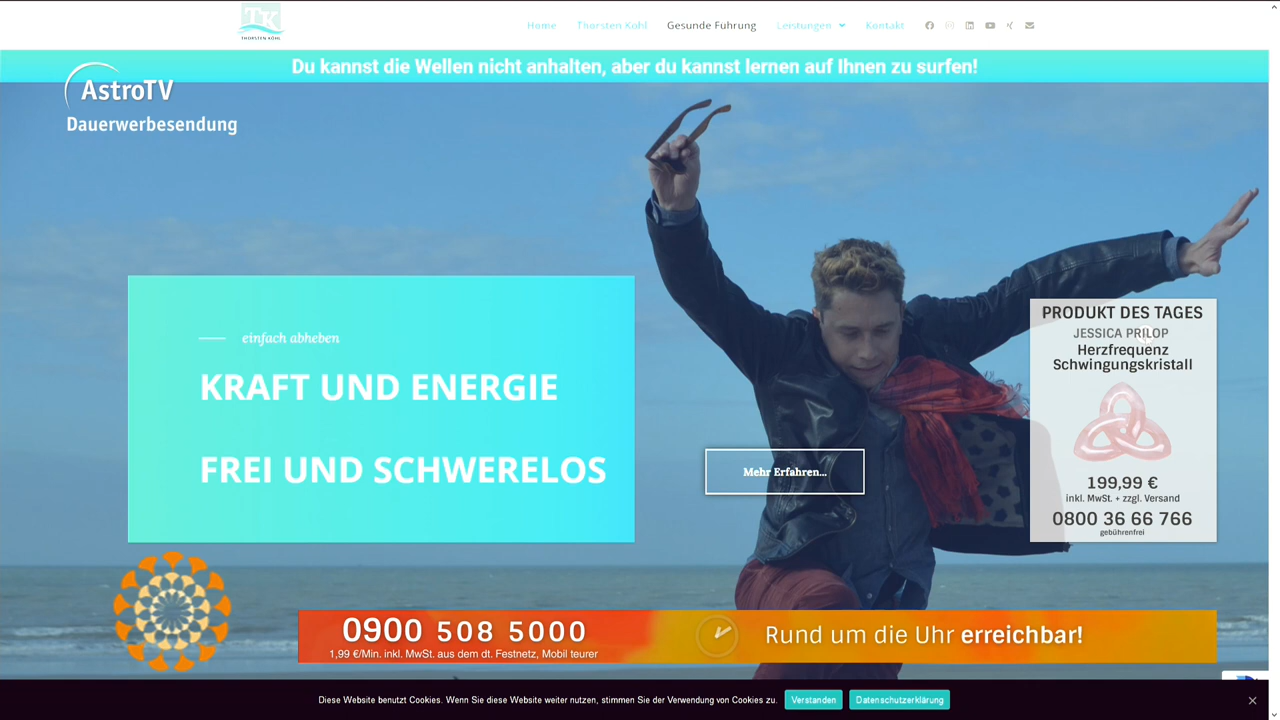 TK
THORSTEN KOHL
Home
Thorsten Kohl
Gesunde Führung
Leistungen
Kontakt
Du kannst die Wellen nicht anhalten, aber du kannst lernen auf Ihnen zu surfen!
AstroTV
Dauerwerbesendung
einfach abheben
KRAFT UND ENERGIE
FREI UND SCHWERELOS
Mehr Erfahren...
PRODUKT DES TAGES
JESSICA PRILOP
Herzfrequenz
Schwingungskristall
199,99 €
inkl. MwSt. + zzgl. Versand
0800 36 66 766
gebührenfrei
0900 508 5000
1,99 €/Min. inkl. MwSt. aus dem dt. Festnetz, Mobil teurer
Rund um die Uhr erreichbar!
Diese Website benutzt Cookies. Wenn Sie diese Website weiter nutzen, stimmen Sie der Verwendung von Cookies zu.
Verstanden
Datenschutzerklärung